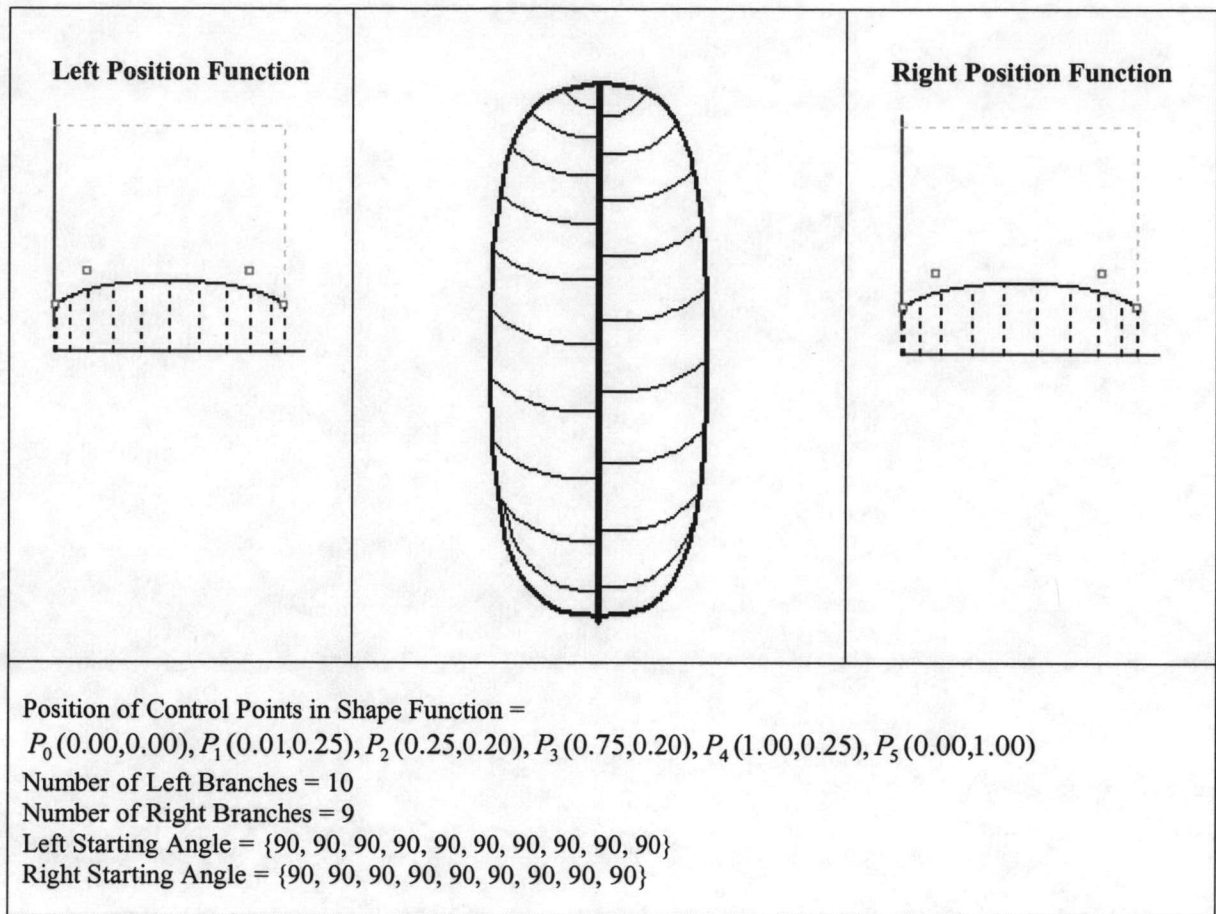 Left Position Function
Right Position Function
Position of Control Points in Shape Function =
P₀(0.00,0.00), P₁(0.01,0.25), P₂(0.25,0.20), P₃(0.75,0.20), P₄(1.00,0.25), P₅(0.00,1.00)
Number of Left Branches = 10
Number of Right Branches = 9
Left Starting Angle = {90, 90, 90, 90, 90, 90, 90, 90, 90, 90}
Right Starting Angle = {90, 90, 90, 90, 90, 90, 90, 90, 90}